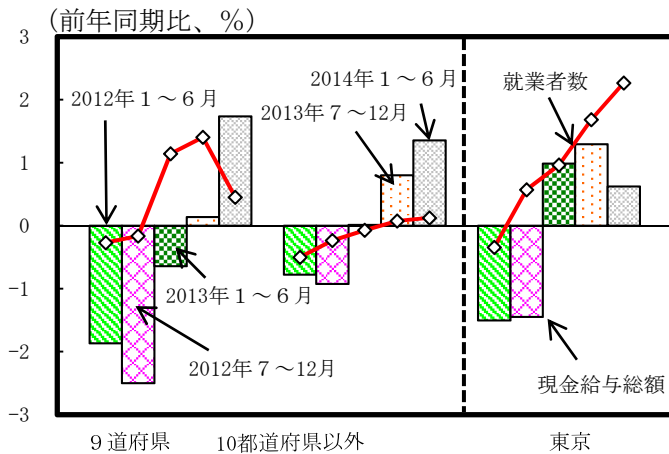 (前年同期比、%)
3
2
1
0
−1
−2
−3
2012年1～6月
2014年1～6月
2013年7～12月
就業者数
2013年1～6月
2012年7～12月
現金給与総額
9道府県
10都道府県以外
東京